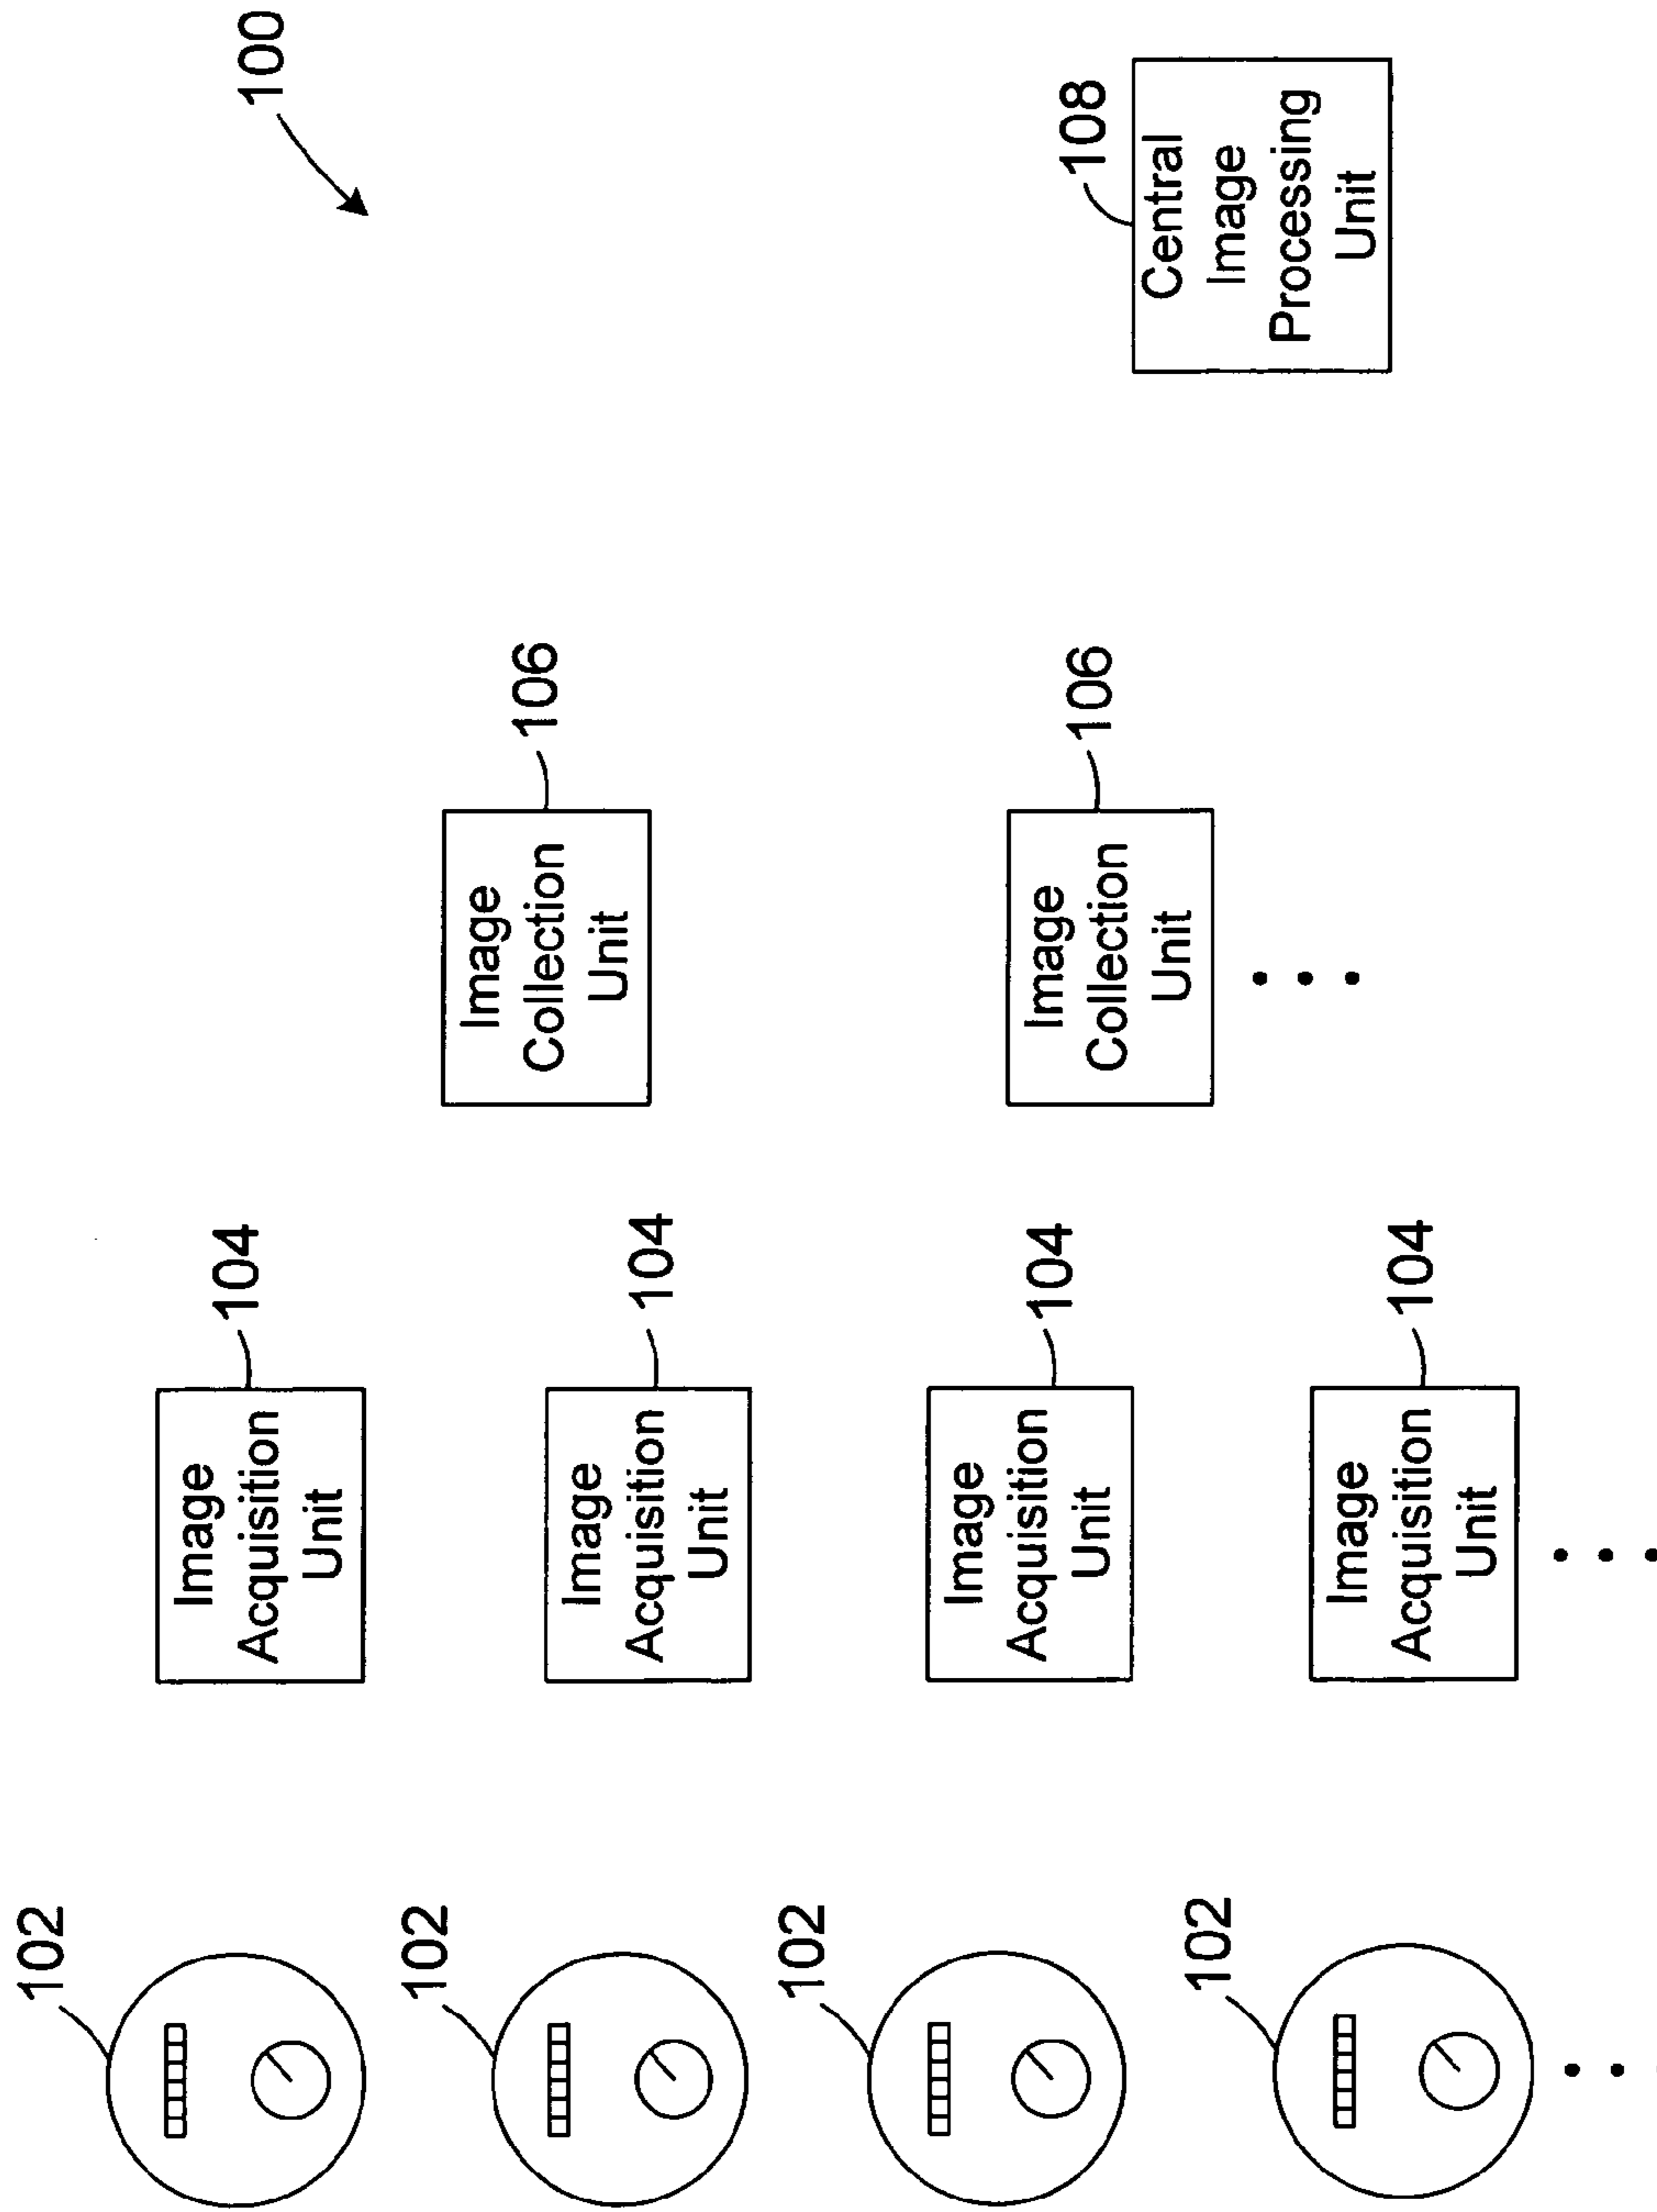 102
Image
Acquisition
Unit
104
100
102
Image
Collection
Unit
106
Image
Acquisition
Unit
104
102
Image
Acquisition
Unit
104
Image
Collection
Unit
106
108
Central
Image
Processing
Unit
102
Image
Acquisition
Unit
104